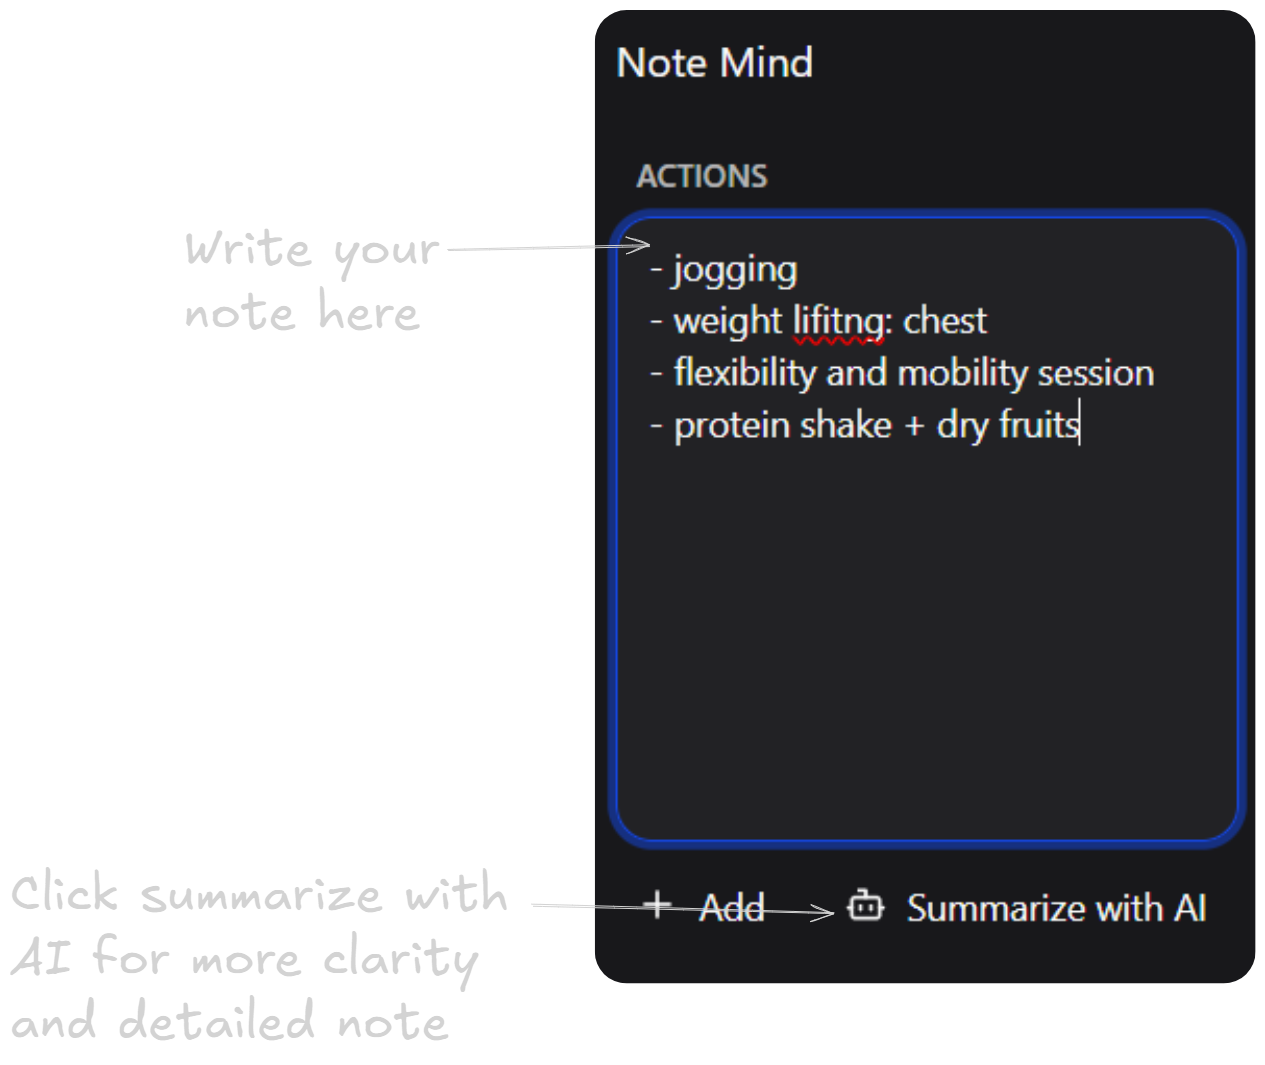 Note Mind
ACTIONS
Write your
note here
- jogging
- weight lifitng: chest
- flexibility and mobility session
- protein shake + dry fruits
Click summarize with
AI for more clarity
and detailed note
+ Add
Summarize with AI